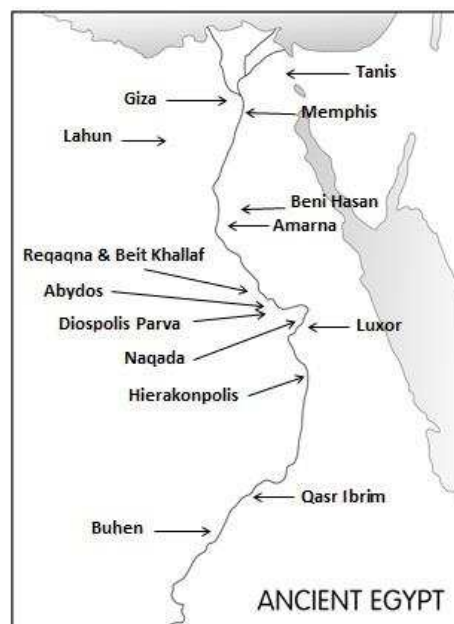 Tanis
Giza
Memphis
Lahun
Beni Hasan
Amarna
Reqaqna & Beit Khallaf
Abydos
Diospolis Parva
Luxor
Naqada
Hierakonpolis
Qasr Ibrim
Buhen
ANCIENT EGYPT